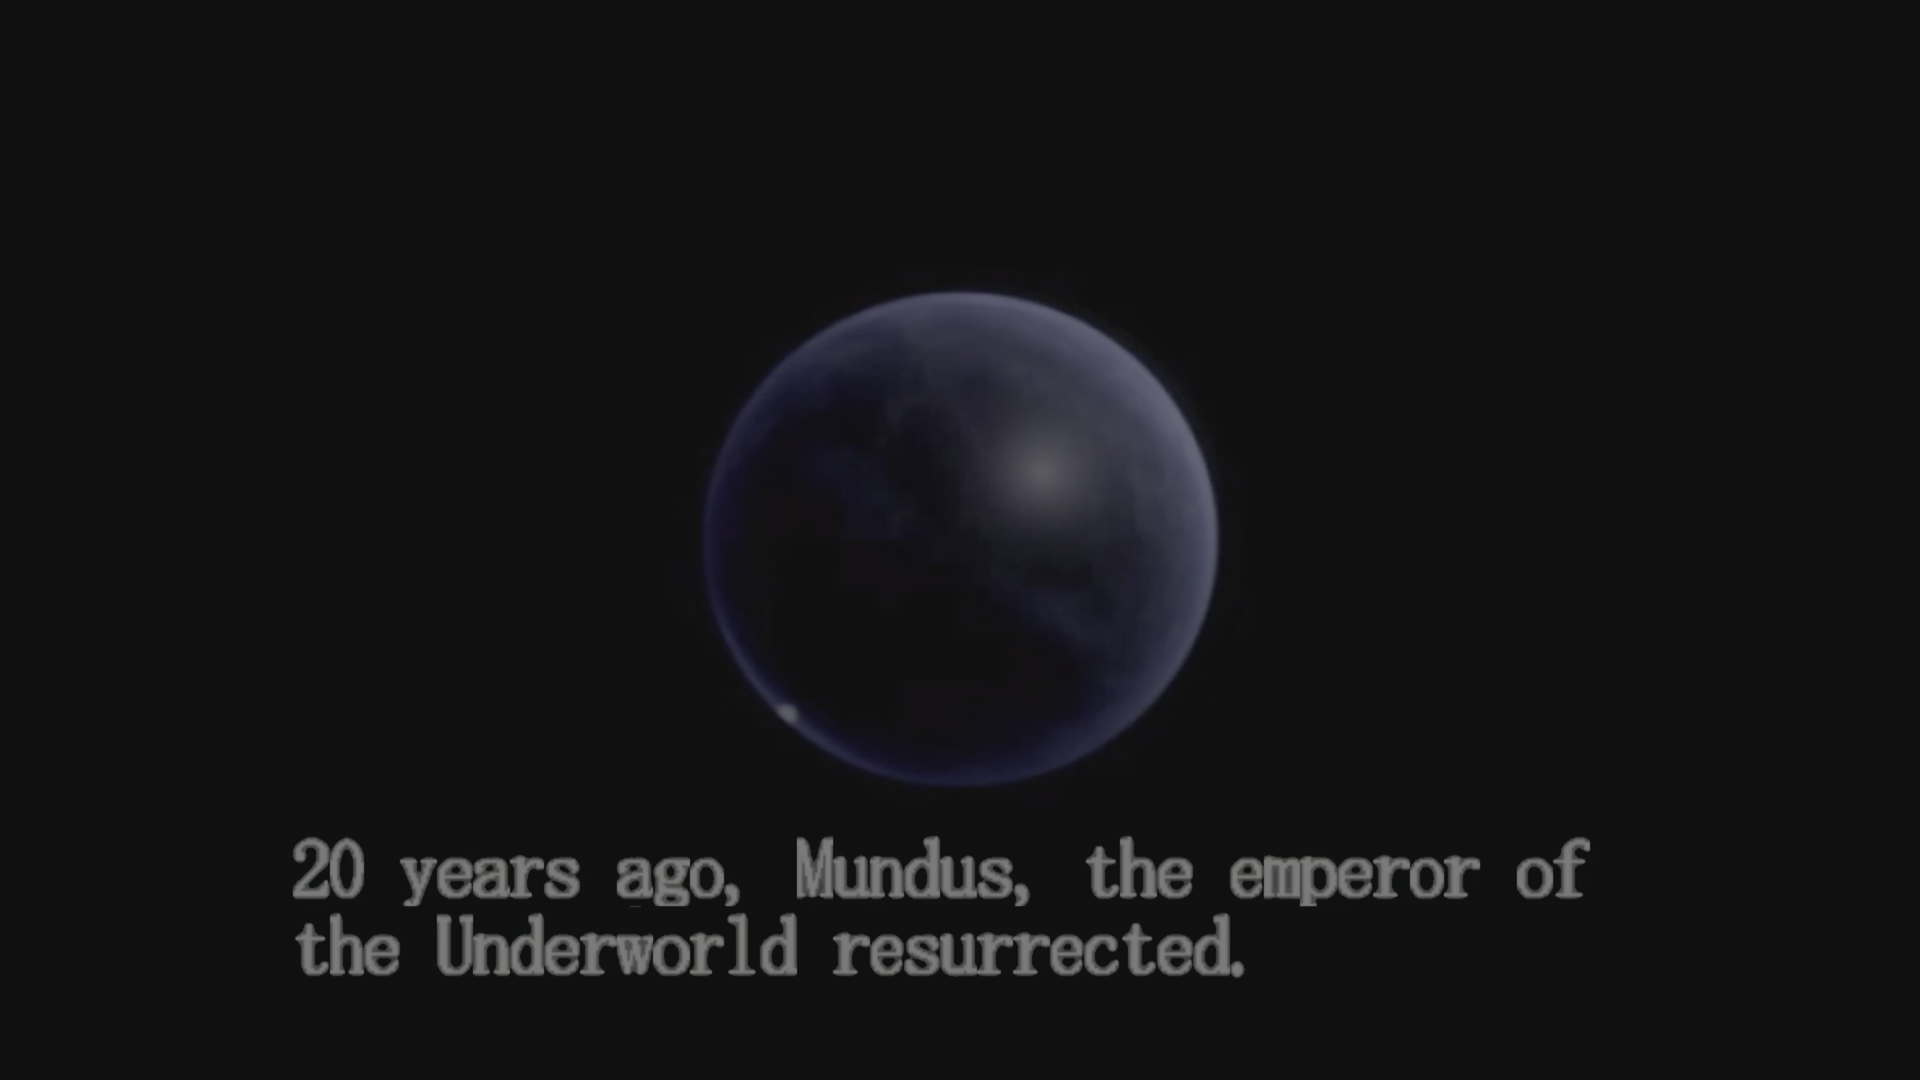 20 years ago, Mundus, the emperor of
the Underworld resurrected.